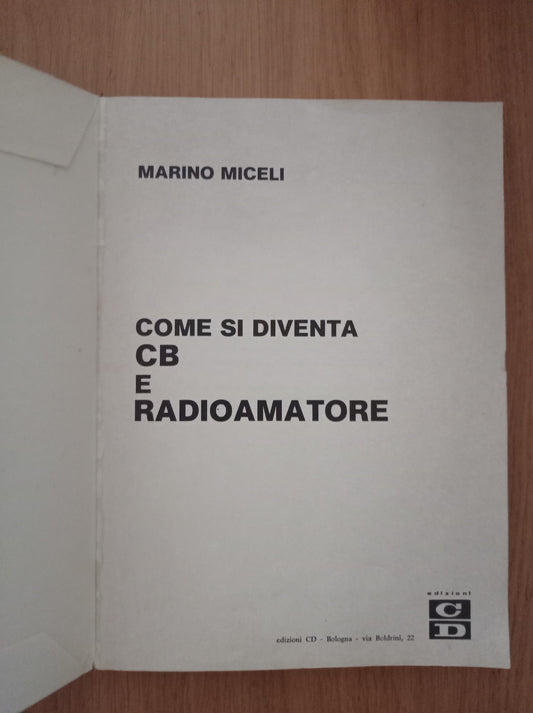 MARINO MICELI
COME SI DIVENTA
CB
E
RADIOAMATORE
edizioni
CD
edizioni CD - Bologna - via Boldrini, 22